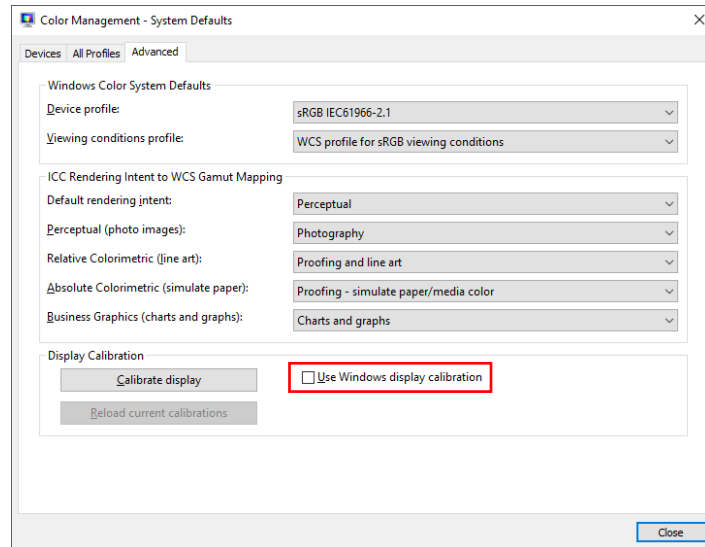 Color Management - System Defaults
Devices All Profiles Advanced
Windows Color System Defaults
Device profile: sRGB IEC61966-2.1
Viewing conditions profile: WCS profile for sRGB viewing conditions
ICC Rendering Intent to WCS Gamut Mapping
Default rendering intent: Perceptual
Perceptual (photo images): Photography
Relative Colorimetric (line art): Proofing and line art
Absolute Colorimetric (simulate paper): Proofing - simulate paper/media color
Business Graphics (charts and graphs): Charts and graphs
Display Calibration
Calibrate display Use Windows display calibration
Reload current calibrations
Close